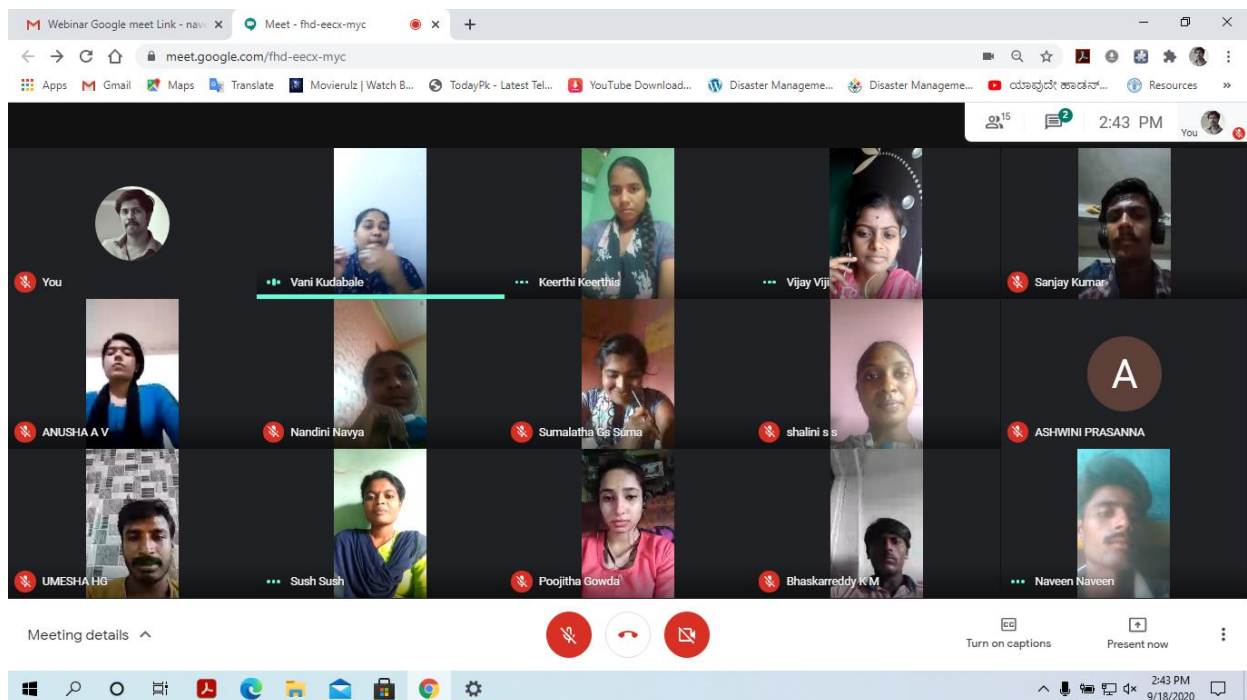 Webinar Google meet Link - nav
Meet - fhd-eecx-myc
meet.google.com/fhd-eecx-myc
Apps Gmail Maps Translate Movierulz | Watch B... TodayPk - Latest Tel... YouTube Download... Disaster Manageme... Disaster Manageme... ಯಾವುದೇ ಹಾಡನ್... Resources »
15 2 2:43 PM You
You Vani Kudabale Keerthi Keerthis Vijay Viji Sanjay Kumar
ANUSHA A V Nandini Navya Sumalatha Gs Suma shalini s s A ASHWINI PRASANNA
UMESHA HG Sush Sush Poojitha Gowda Bhaskarreddy K M Naveen Naveen
Meeting details
CC
Turn on captions Present now
2:43 PM
9/18/2020